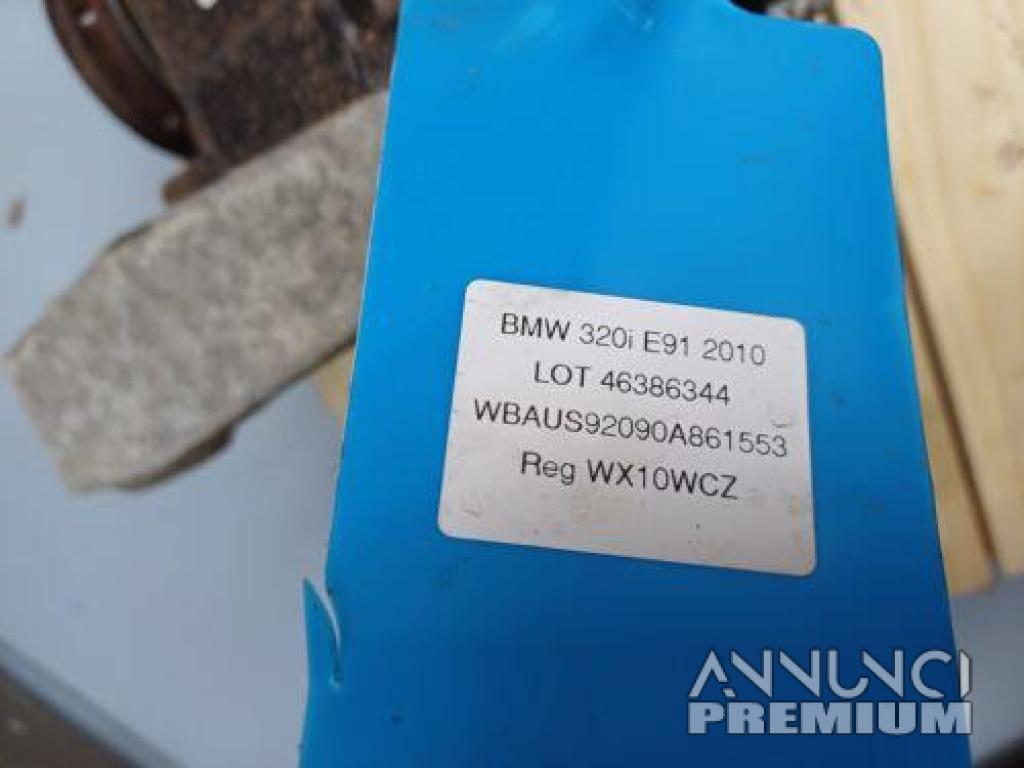 BMW 320i E91 2010
LOT 46386344
WBAUS92090A861553
Reg WX10WCZ
ANNUNCI
PREMIUM